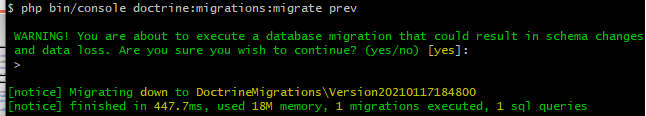 $ php bin/console doctrine:migrations:migrate prev
WARNING! You are about to execute a database migration that could result in schema changes
and data loss. Are you sure you wish to continue? (yes/no) [yes]:
>
[notice] Migrating down to DoctrineMigrations\Version20210117184800
[notice] finished in 447.7ms, used 18M memory, 1 migrations executed, 1 sql queries